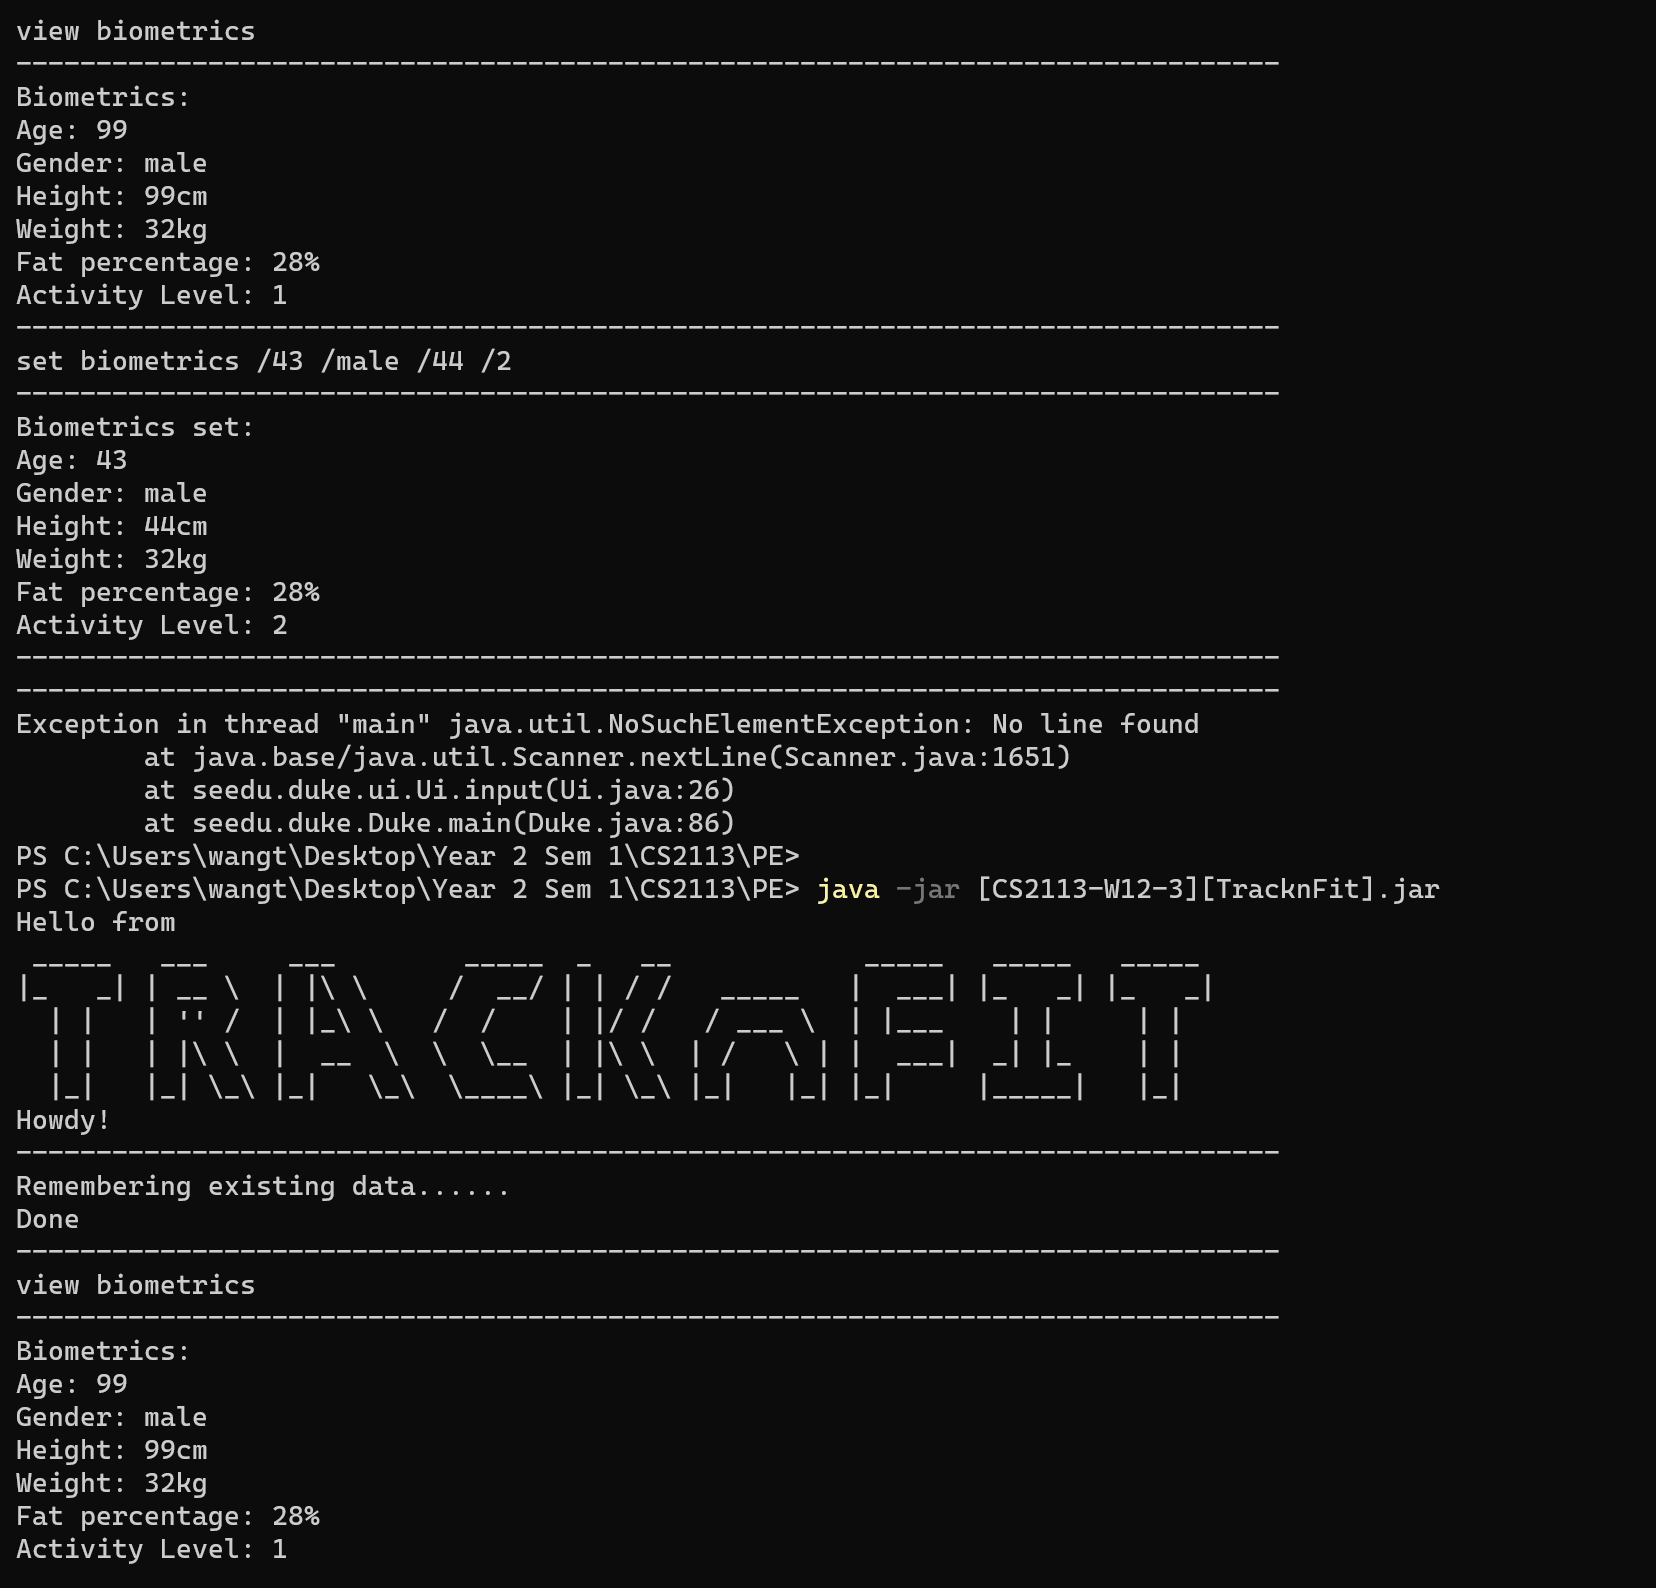 view biometrics
-------------------------------------------------------------------------------
Biometrics:
Age: 99
Gender: male
Height: 99cm
Weight: 32kg
Fat percentage: 28%
Activity Level: 1
-------------------------------------------------------------------------------
set biometrics /43 /male /44 /2
-------------------------------------------------------------------------------
Biometrics set:
Age: 43
Gender: male
Height: 44cm
Weight: 32kg
Fat percentage: 28%
Activity Level: 2
-------------------------------------------------------------------------------
-------------------------------------------------------------------------------
Exception in thread "main" java.util.NoSuchElementException: No line found
        at java.base/java.util.Scanner.nextLine(Scanner.java:1651)
        at seedu.duke.ui.Ui.input(Ui.java:26)
        at seedu.duke.Duke.main(Duke.java:86)
PS C:\Users\wangt\Desktop\Year 2 Sem 1\CS2113\PE>
PS C:\Users\wangt\Desktop\Year 2 Sem 1\CS2113\PE> java -jar [CS2113-W12-3][TracknFit].jar
Hello from
TRACKnFIT
Howdy!
-------------------------------------------------------------------------------
Remembering existing data......
Done
-------------------------------------------------------------------------------
view biometrics
-------------------------------------------------------------------------------
Biometrics:
Age: 99
Gender: male
Height: 99cm
Weight: 32kg
Fat percentage: 28%
Activity Level: 1